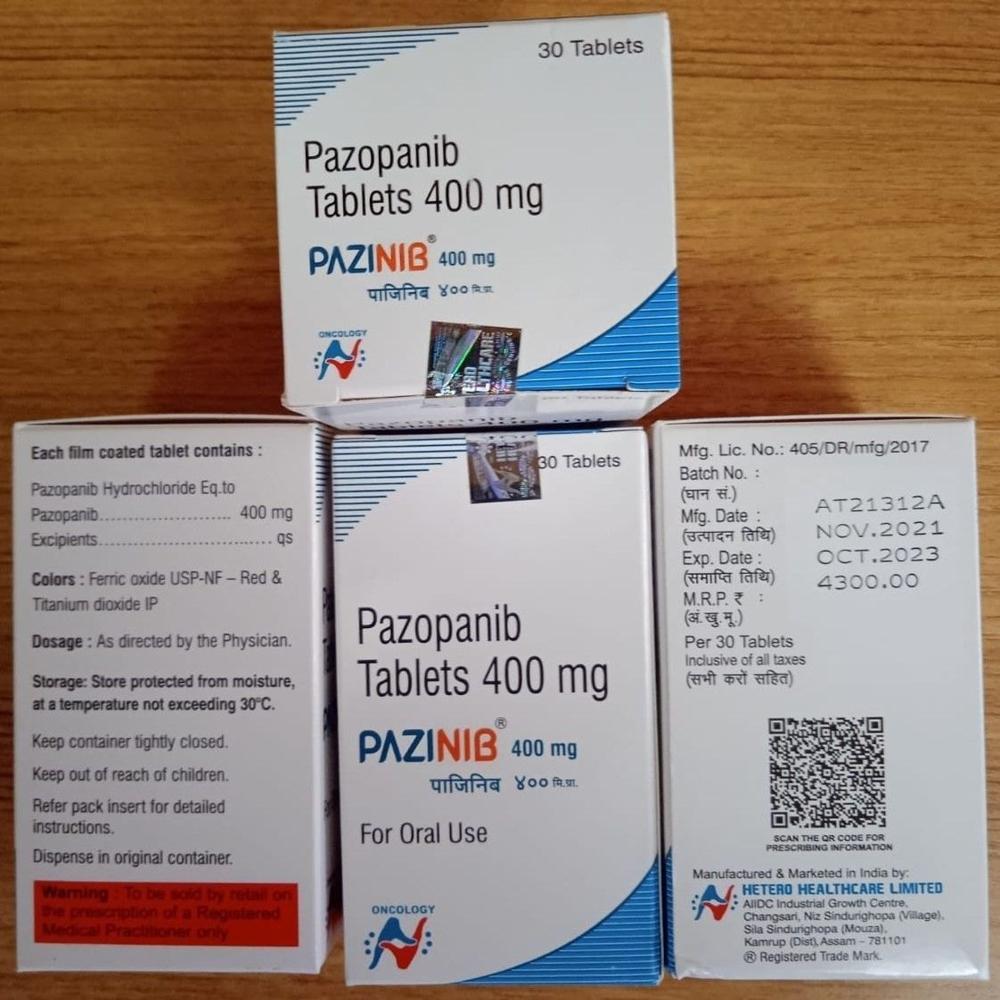 30 Tablets
Pazopanib
Tablets 400 mg
PAZINIB® 400 mg
पाजिनिब ४०० मि.ग्रा.
ONCOLOGY
Each film coated tablet contains :
Pazopanib Hydrochloride Eq.to
Pazopanib........................ 400 mg
Excipients............................. qs
Colors : Ferric oxide USP-NF – Red &
Titanium dioxide IP
Dosage : As directed by the Physician.
Storage: Store protected from moisture,
at a temperature not exceeding 30°C.
Keep container tightly closed.
Keep out of reach of children.
Refer pack insert for detailed
instructions.
Dispense in original container.
Warning : To be sold by retail on
the prescription of a Registered
Medical Practitioner only
30 Tablets
Pazopanib
Tablets 400 mg
PAZINIB® 400 mg
पाजिनिब ४०० मि.ग्रा.
For Oral Use
ONCOLOGY
Mfg. Lic. No.: 405/DR/mfg/2017
Batch No. :
(घान सं.) AT21312A
Mfg. Date : NOV.2021
(उत्पादन तिथि)
Exp. Date : OCT.2023
(समाप्ति तिथि) 4300.00
M.R.P. ₹ :
(अं.खु.मू.)
Per 30 Tablets
Inclusive of all taxes
(सभी करों सहित)
SCAN THE QR CODE FOR
PRESCRIBING INFORMATION
Manufactured & Marketed in India by:
HETERO HEALTHCARE LIMITED
AIIDC Industrial Growth Centre,
Changsari, Niz Sindurighopa (Village),
Sila Sindurighopa (Mouza),
Kamrup (Dist), Assam – 781101
® Registered Trade Mark.